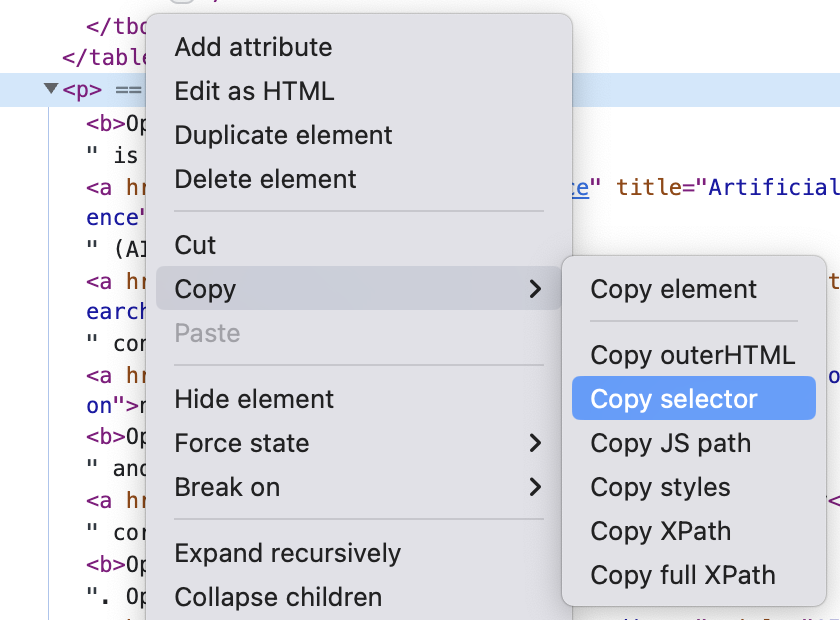 </tbo
</table
<p> ==
Add attribute
Edit as HTML
Duplicate element
Delete element
Cut
Copy
Paste
Hide element
Force state
Break on
Expand recursively
Collapse children
Copy element
Copy outerHTML
Copy selector
Copy JS path
Copy styles
Copy XPath
Copy full XPath
<b>Op
" is
<a hr
ce" title="Artificial
ence"
" (AI
<a hr
earch
" con
<a hr
on">n
<b>Op
" and
<a hr
" cor
<b>Op
". Op